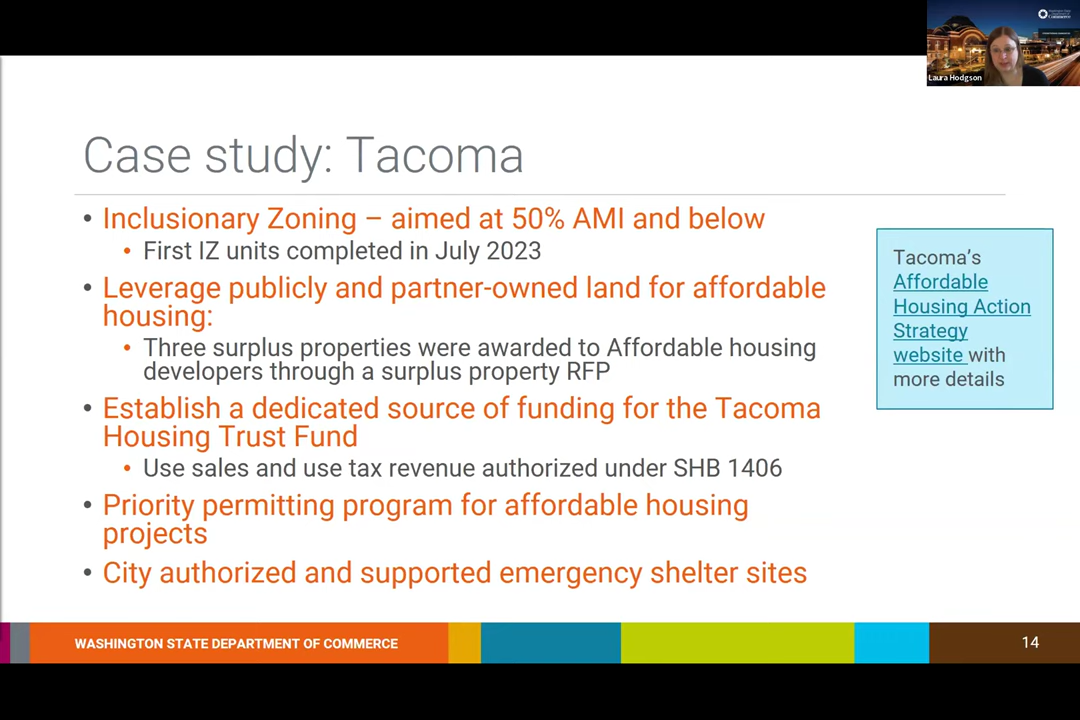 Laura Hodgson
Case study: Tacoma
• Inclusionary Zoning – aimed at 50% AMI and below
• First IZ units completed in July 2023
• Leverage publicly and partner-owned land for affordable
housing:
• Three surplus properties were awarded to Affordable housing
developers through a surplus property RFP
• Establish a dedicated source of funding for the Tacoma
Housing Trust Fund
• Use sales and use tax revenue authorized under SHB 1406
• Priority permitting program for affordable housing
projects
• City authorized and supported emergency shelter sites
Tacoma’s
Affordable
Housing Action
Strategy
website with
more details
WASHINGTON STATE DEPARTMENT OF COMMERCE
14